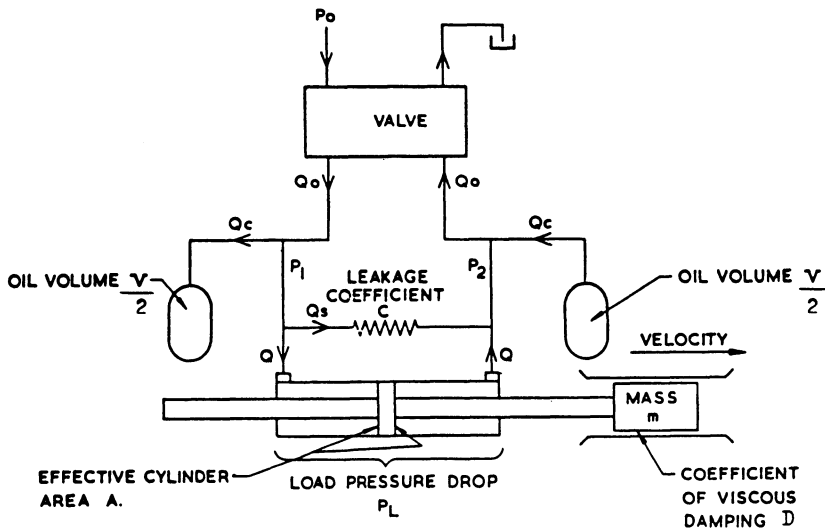 Po
VALVE
Qo
Qo
Qc
Qc
P1
P2
LEAKAGE
COEFFICIENT
C
OIL VOLUME V/2
OIL VOLUME V/2
Qs
VELOCITY
Q
Q
MASS
m
EFFECTIVE CYLINDER
AREA A.
LOAD PRESSURE DROP
PL
COEFFICIENT
OF VISCOUS
DAMPING D